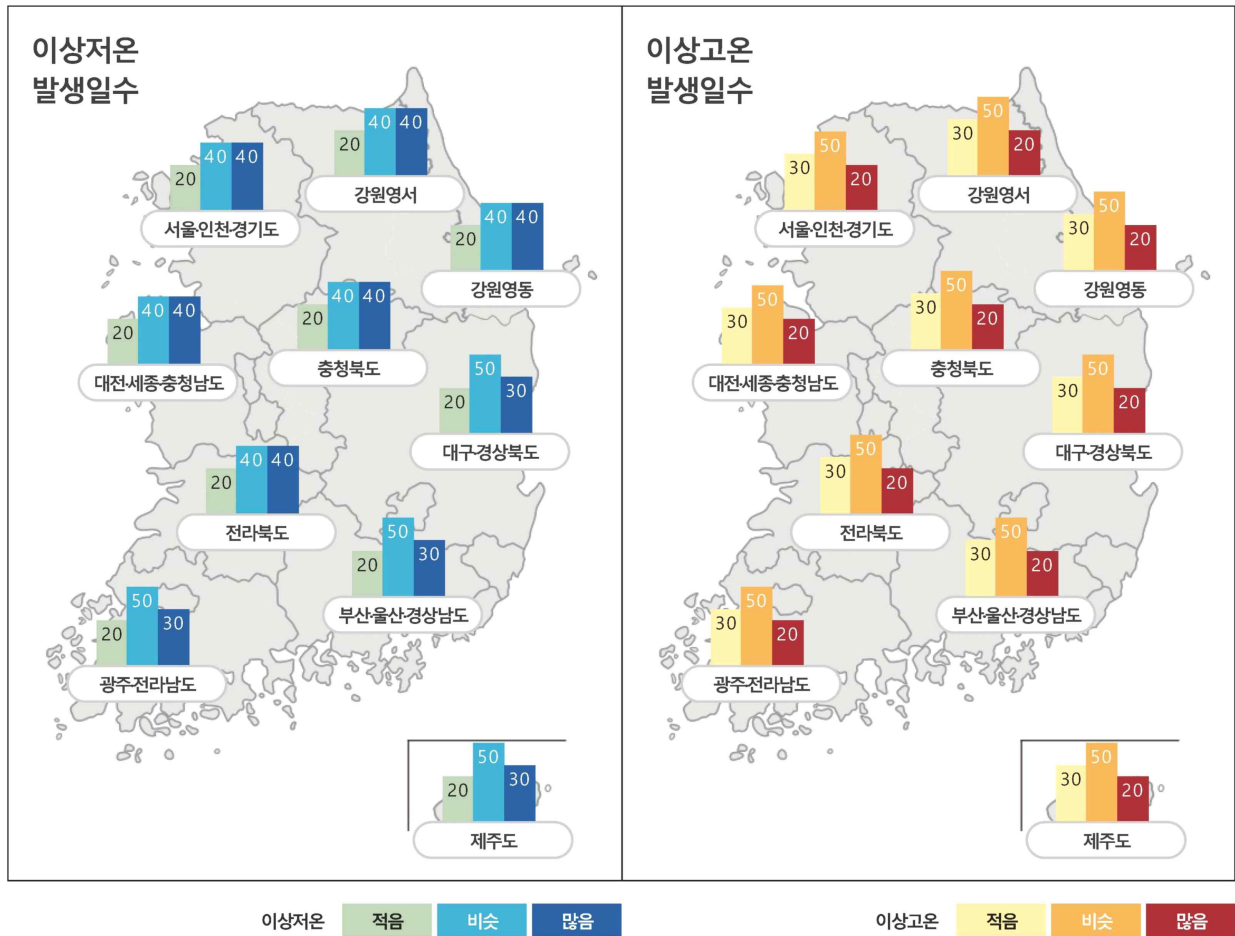 이상저온
발생일수
40 40
20
강원영서
40 40
20
서울·인천·경기도
40 40
20
강원영동
40 40
20
충청북도
40 40
20
대전·세종·충청남도
50
20 30
대구·경상북도
40 40
20
전라북도
50
20 30
부산·울산·경상남도
50
20 30
광주·전라남도
50
20 30
제주도
이상저온 적음 비슷 많음
이상고온
발생일수
50
30 20
강원영서
50
30 20
서울·인천·경기도
50
30 20
강원영동
50
30 20
충청북도
50
30 20
대전·세종·충청남도
50
30 20
대구·경상북도
50
30 20
전라북도
50
30 20
부산·울산·경상남도
50
30 20
광주·전라남도
50
30 20
제주도
이상고온 적음 비슷 많음